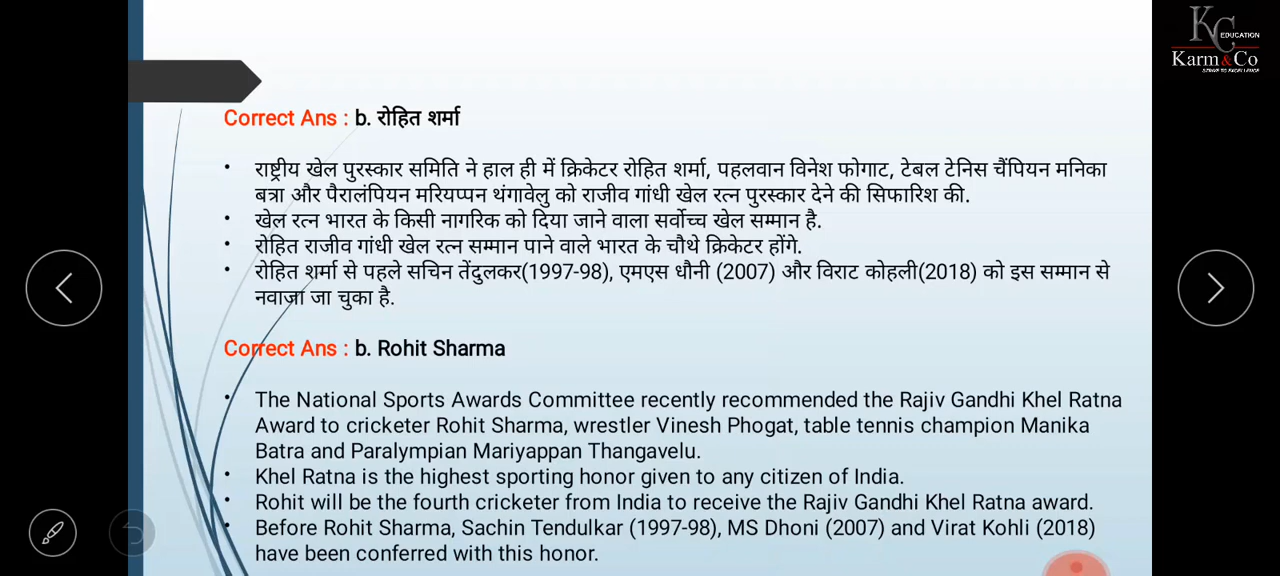 KC EDUCATION
Karm&Co
STRIVE TO EXCELLENCE
Correct Ans : b. रोहित शर्मा
• राष्ट्रीय खेल पुरस्कार समिति ने हाल ही में क्रिकेटर रोहित शर्मा, पहलवान विनेश फोगाट, टेबल टेनिस चैंपियन मनिका
बत्रा और पैरालंपियन मरियप्पन थंगावेलु को राजीव गांधी खेल रत्न पुरस्कार देने की सिफारिश की.
• खेल रत्न भारत के किसी नागरिक को दिया जाने वाला सर्वोच्च खेल सम्मान है.
• रोहित राजीव गांधी खेल रत्न सम्मान पाने वाले भारत के चौथे क्रिकेटर होंगे.
• रोहित शर्मा से पहले सचिन तेंदुलकर(1997-98), एमएस धौनी (2007) और विराट कोहली(2018) को इस सम्मान से
नवाजा जा चुका है.
Correct Ans : b. Rohit Sharma
• The National Sports Awards Committee recently recommended the Rajiv Gandhi Khel Ratna
Award to cricketer Rohit Sharma, wrestler Vinesh Phogat, table tennis champion Manika
Batra and Paralympian Mariyappan Thangavelu.
• Khel Ratna is the highest sporting honor given to any citizen of India.
• Rohit will be the fourth cricketer from India to receive the Rajiv Gandhi Khel Ratna award.
• Before Rohit Sharma, Sachin Tendulkar (1997-98), MS Dhoni (2007) and Virat Kohli (2018)
have been conferred with this honor.